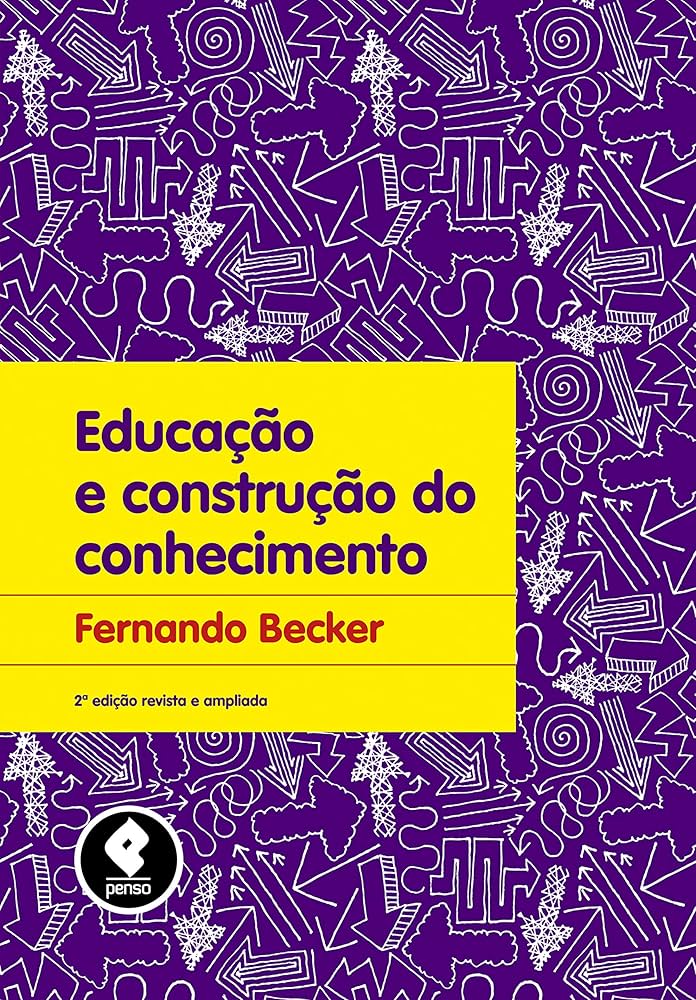 Educação
e construção do
conhecimento
Fernando Becker
2ª edição revista e ampliada
penso